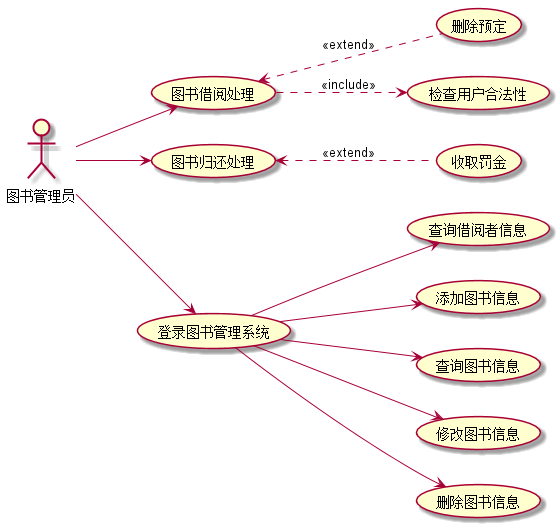 删除预定
«extend»
图书借阅处理
«include»
检查用户合法性
图书管理员
图书归还处理
«extend»
收取罚金
查询借阅者信息
添加图书信息
登录图书管理系统
查询图书信息
修改图书信息
删除图书信息